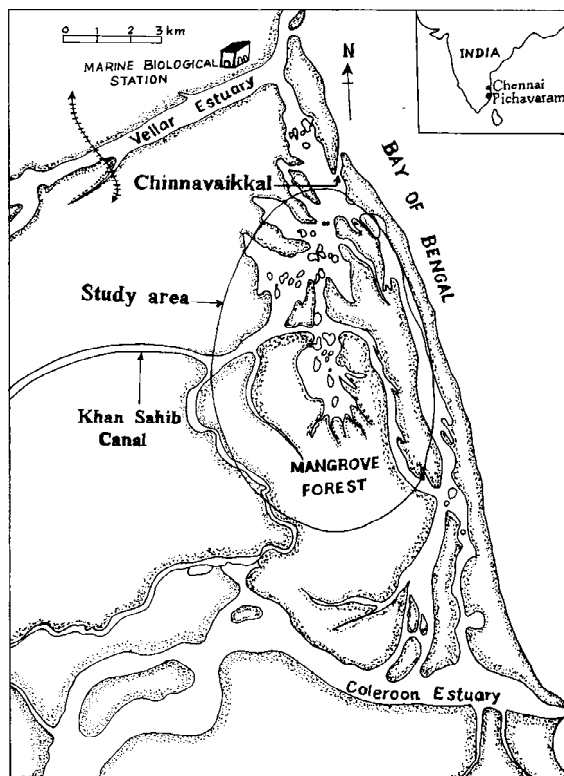 0 1 2 3 km
MARINE BIOLOGICAL
STATION
N
INDIA
Chennai
Pichavaram
Vellar Estuary
Chinnavaikkal
BAY OF BENGAL
Study area
Khan Sahib
Canal
MANGROVE
FOREST
Coleroon Estuary